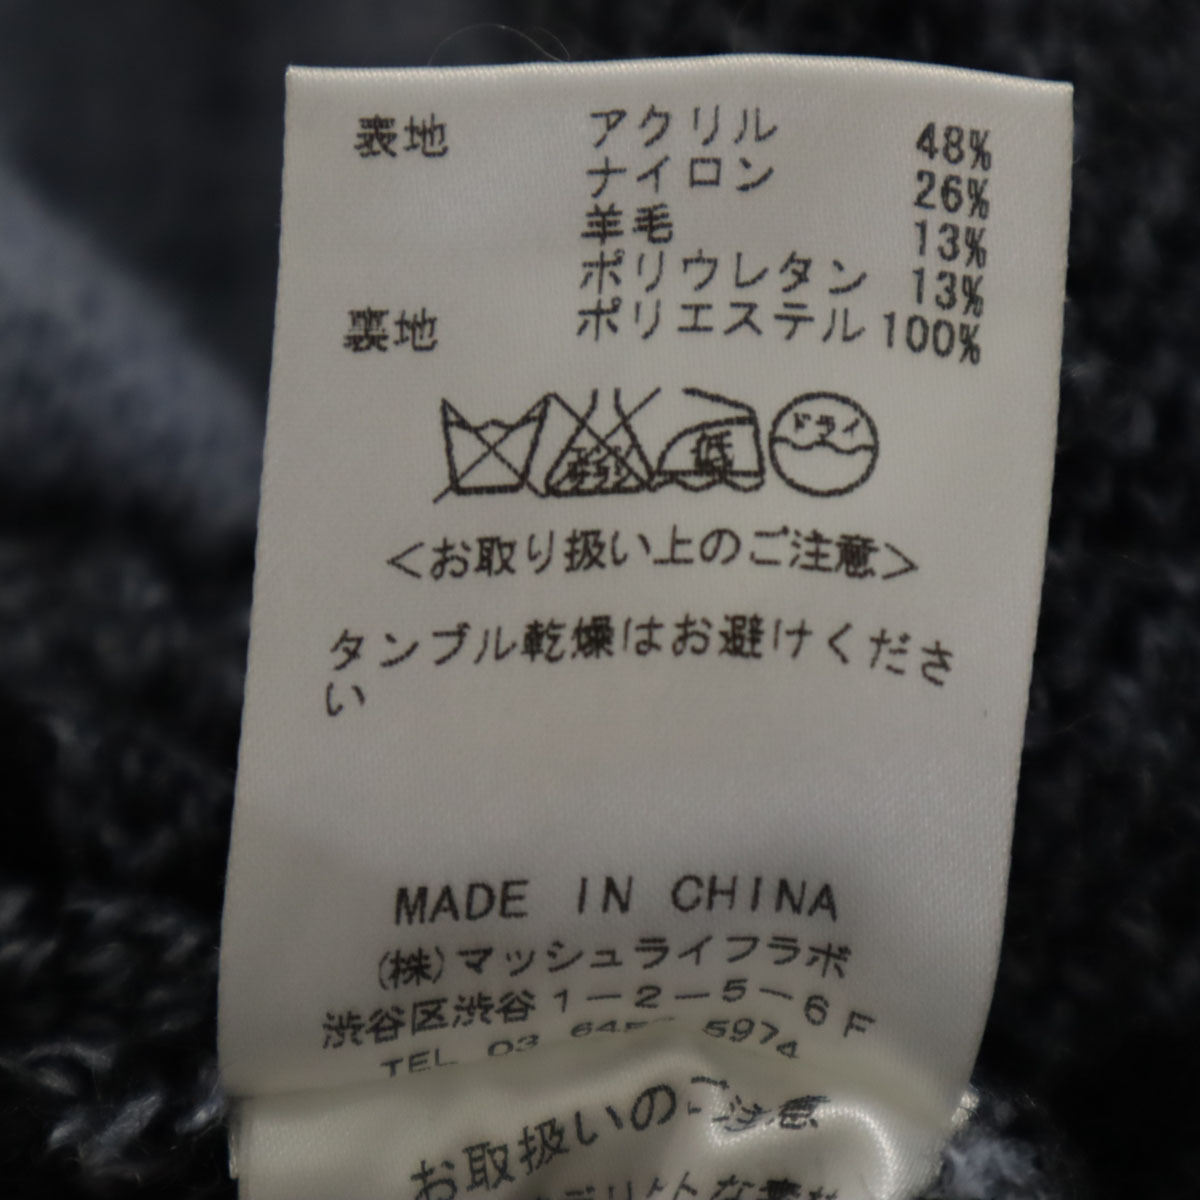 表地 アクリル 48%
ナイロン 26%
羊毛 13%
ポリウレタン 13%
裏地 ポリエステル 100%
低 ドライ
<お取り扱い上のご注意>
タンブル乾燥はお避けくださ
い
MADE IN CHINA
(株)マッシュライフラボ
渋谷区渋谷1-2-5-6F
TEL 03 5974
お取扱いのご注意